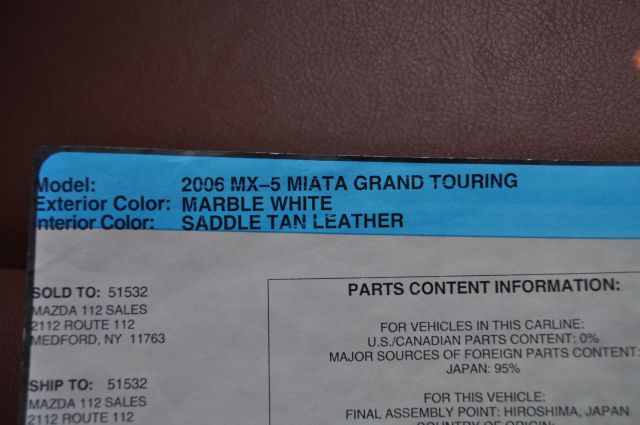 Model: 2006 MX-5 MIATA GRAND TOURING
Exterior Color: MARBLE WHITE
Interior Color: SADDLE TAN LEATHER
SOLD TO: 51532
MAZDA 112 SALES
2112 ROUTE 112
MEDFORD, NY 11763
SHIP TO: 51532
MAZDA 112 SALES
2112 ROUTE 112
PARTS CONTENT INFORMATION:
FOR VEHICLES IN THIS CARLINE:
U.S./CANADIAN PARTS CONTENT: 0%
MAJOR SOURCES OF FOREIGN PARTS CONTENT:
JAPAN: 95%
FOR THIS VEHICLE:
FINAL ASSEMBLY POINT: HIROSHIMA, JAPAN
COUNTRY OF ORIGIN: